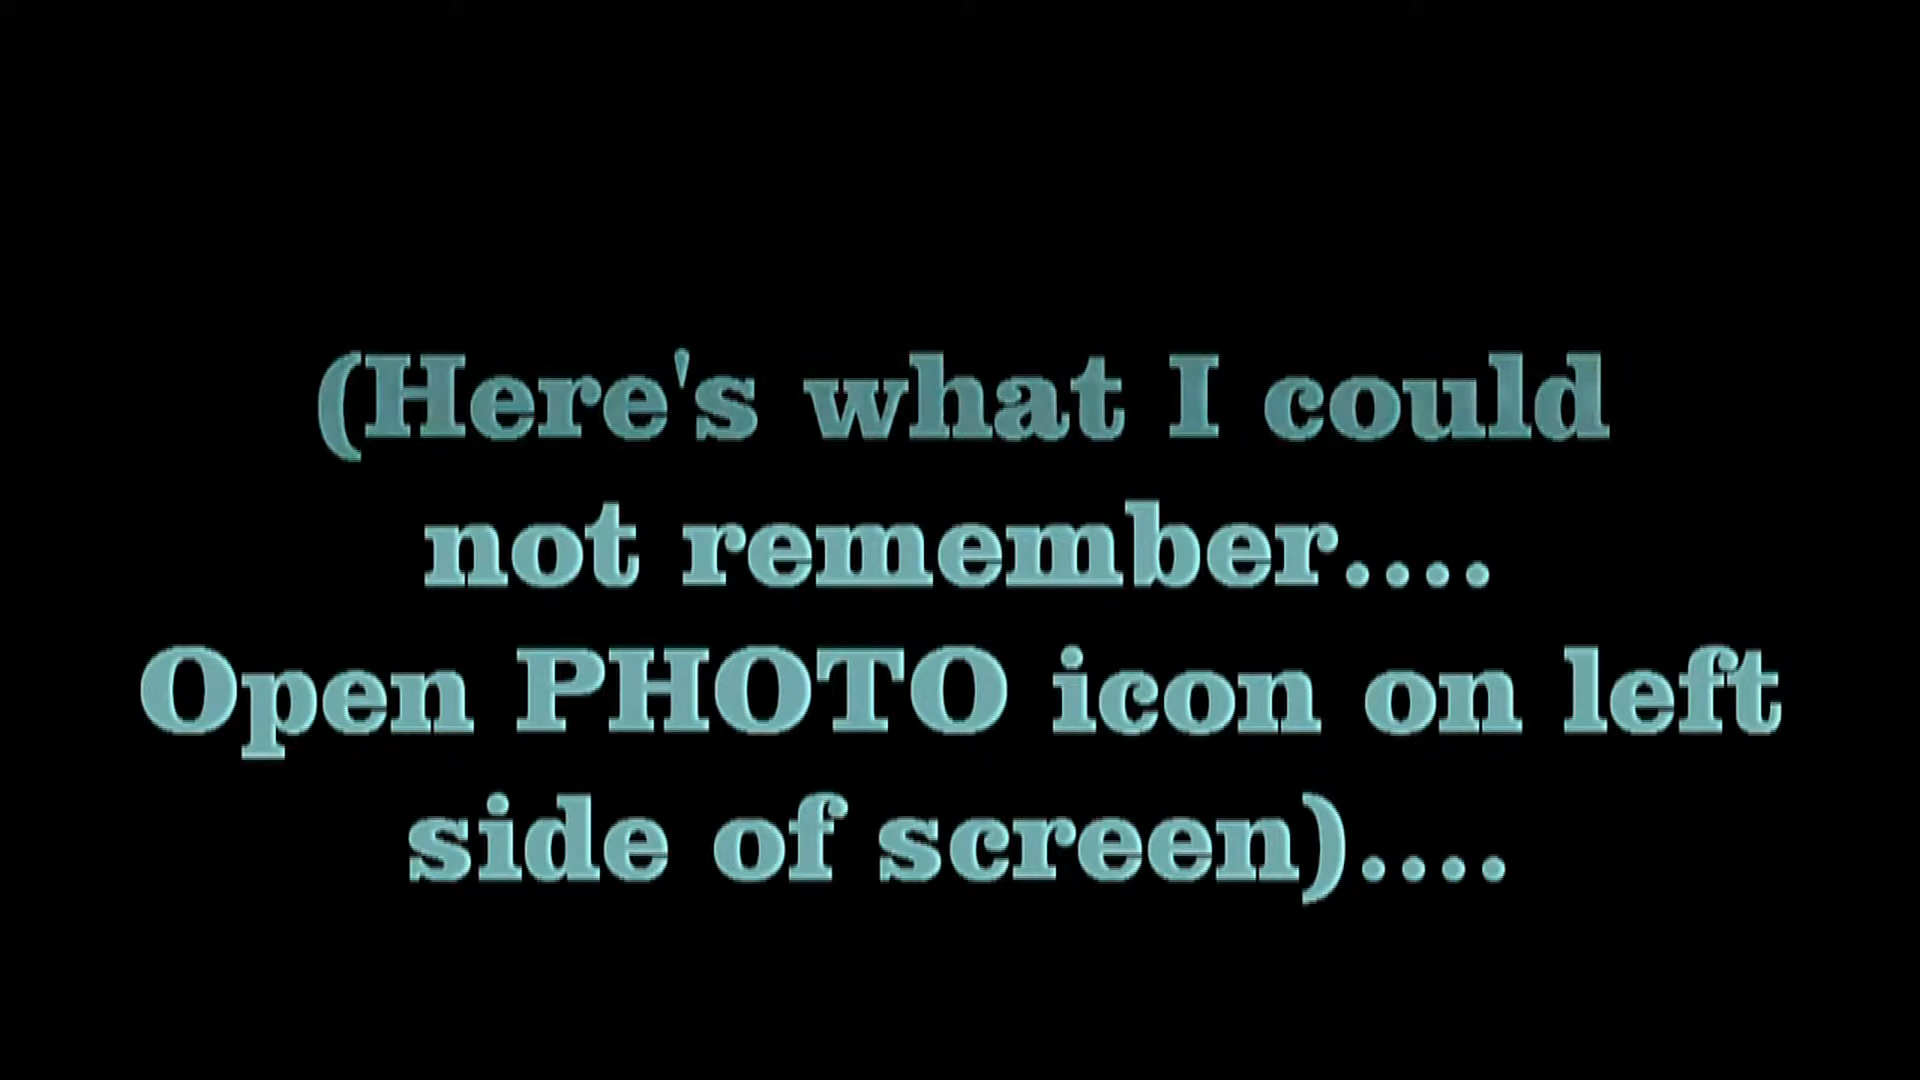 (Here's what I could
not remember....
Open PHOTO icon on left
side of screen)....